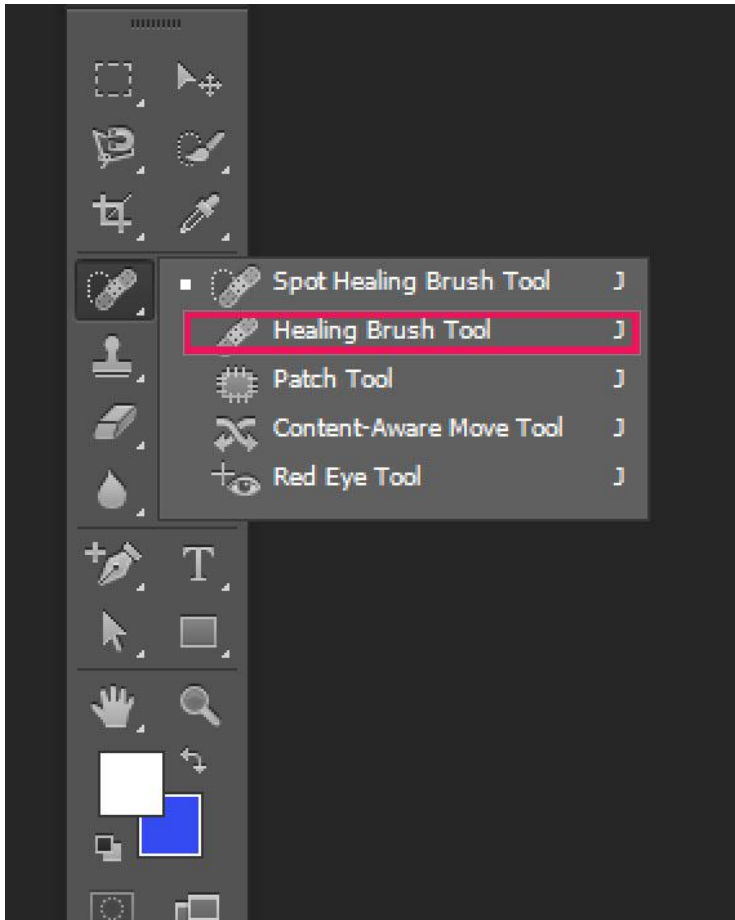 Spot Healing Brush Tool J
Healing Brush Tool J
Patch Tool J
Content-Aware Move Tool J
Red Eye Tool J
T